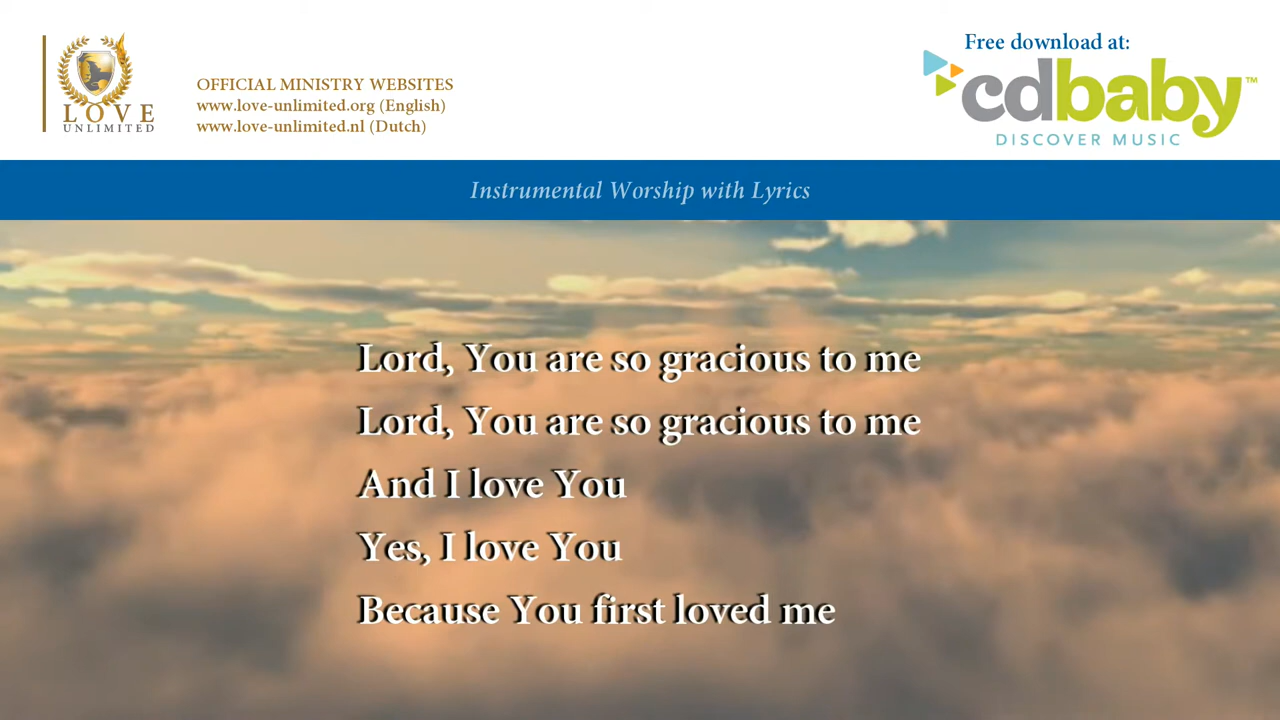 LOVE
UNLIMITED
OFFICIAL MINISTRY WEBSITES
www.love-unlimited.org (English)
www.love-unlimited.nl (Dutch)
Free download at:
cdbaby™
DISCOVER MUSIC
Instrumental Worship with Lyrics
Lord, You are so gracious to me
Lord, You are so gracious to me
And I love You
Yes, I love You
Because You first loved me